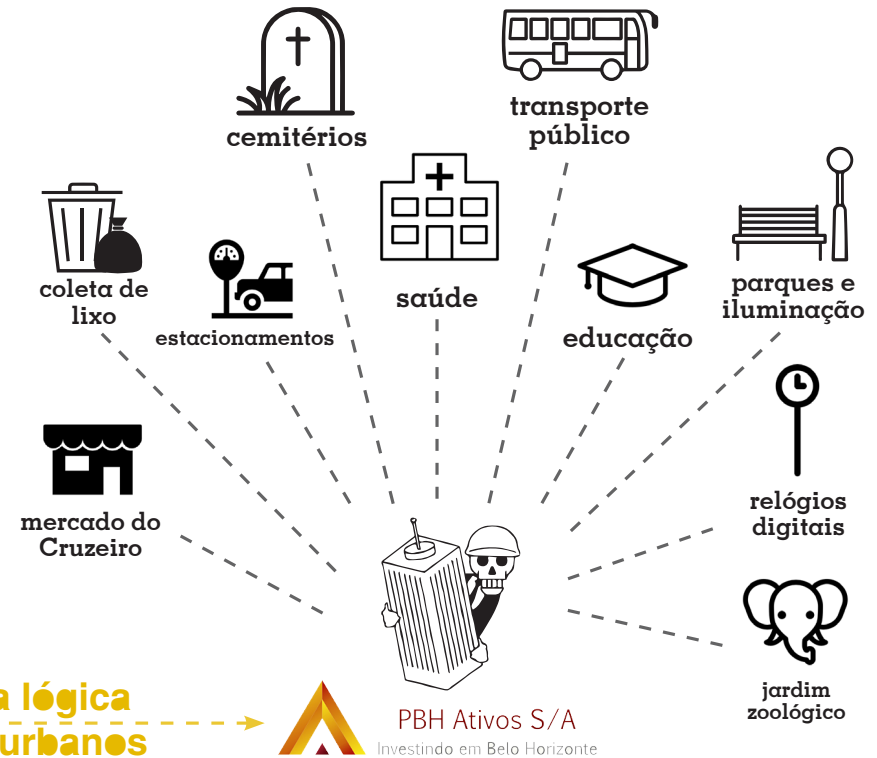 cemitérios
transporte
público
coleta de
lixo
estacionamentos
saúde
educação
parques e
iluminação
mercado do
Cruzeiro
relógios
digitais
jardim
zoológico
a lógica
urbanos
PBH Ativos S/A
Investindo em Belo Horizonte